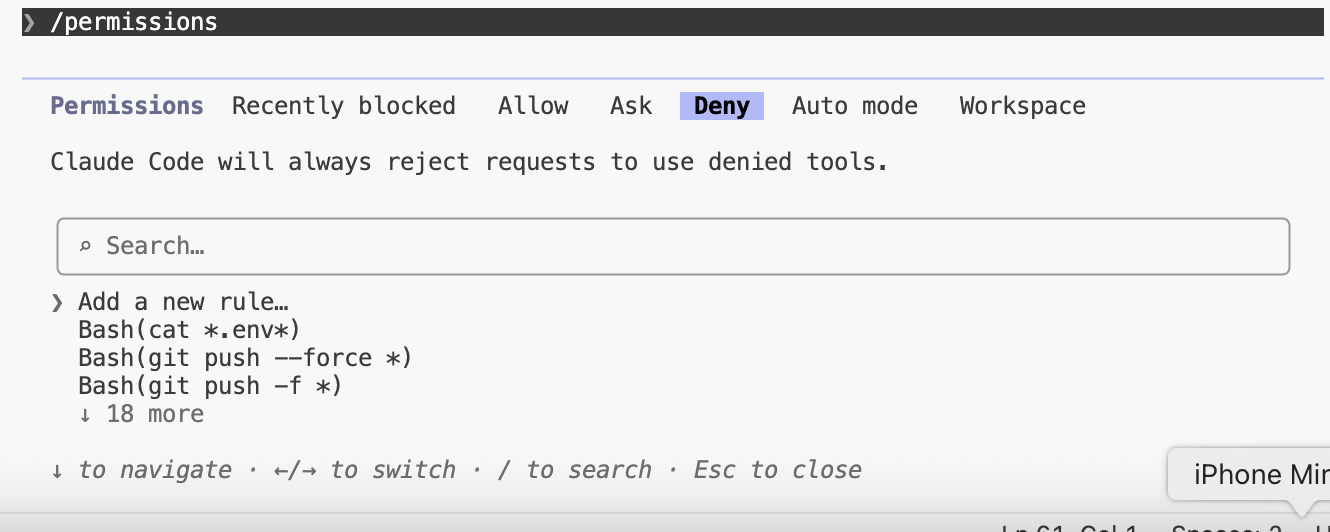 ❯ /permissions
Permissions Recently blocked Allow Ask Deny Auto mode Workspace
Claude Code will always reject requests to use denied tools.
⌕ Search…
❯ Add a new rule…
Bash(cat *.env*)
Bash(git push --force *)
Bash(git push -f *)
↓ 18 more
↓ to navigate · ←/→ to switch · / to search · Esc to close
iPhone